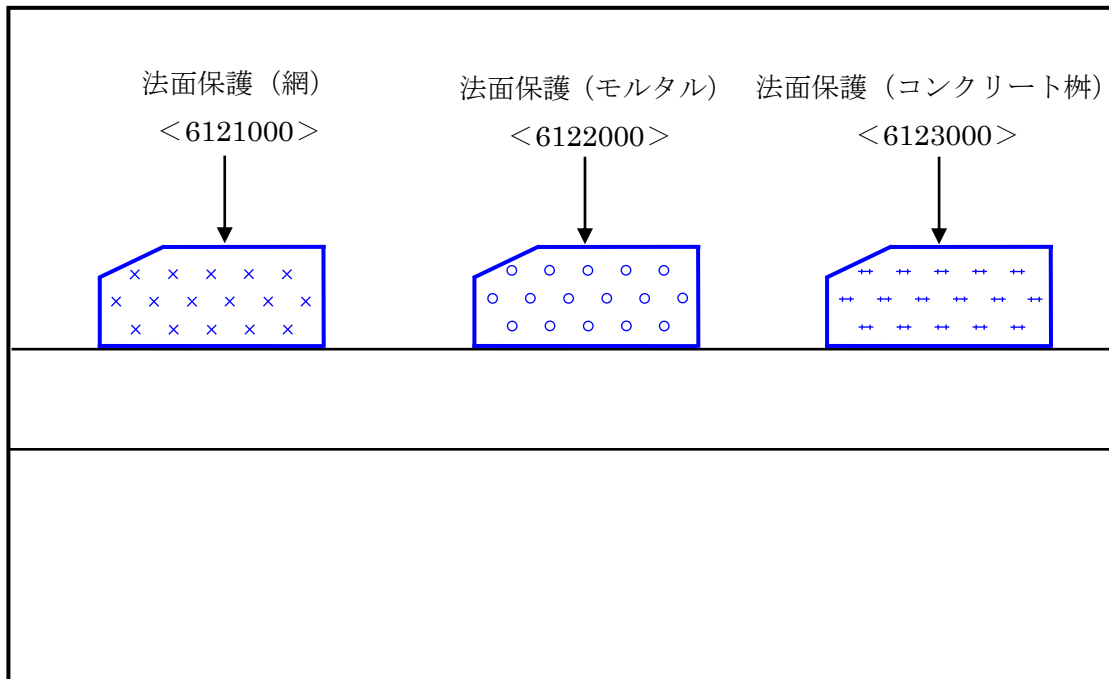 法面保護（網）
＜6121000＞
法面保護（モルタル）
＜6122000＞
法面保護（コンクリート桝）
＜6123000＞